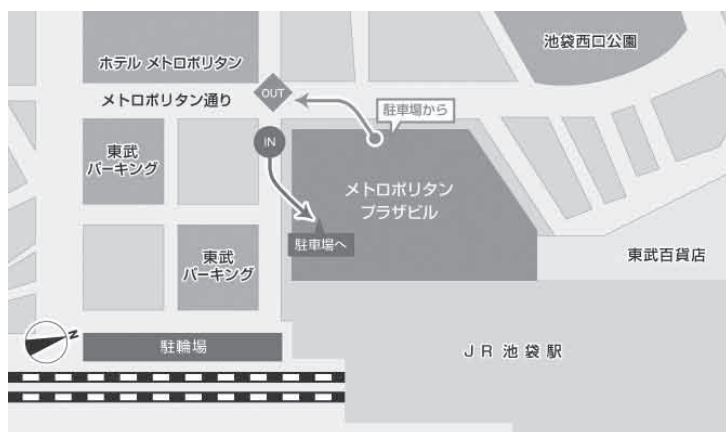 ホテル メトロポリタン
池袋西口公園
メトロポリタン通り
OUT
駐車場から
IN
東武
パーキング
メトロポリタン
プラザビル
駐車場へ
東武
パーキング
東武百貨店
N
駐輪場
JR 池袋駅